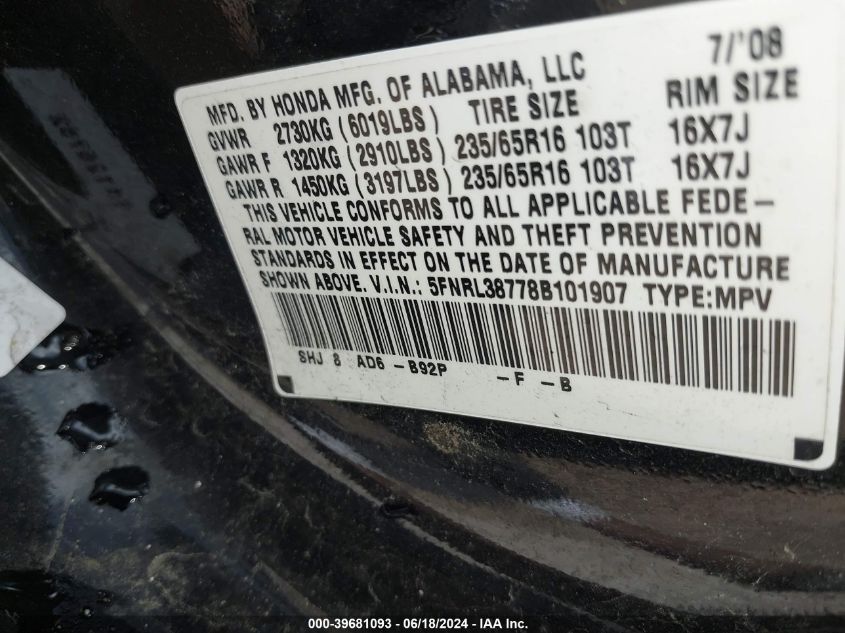 MFD. BY HONDA MFG. OF ALABAMA, LLC 7/'08
GVWR 2730KG (6019LBS) TIRE SIZE RIM SIZE
GAWR F 1320KG (2910LBS) 235/65R16 103T 16X7J
GAWR R 1450KG (3197LBS) 235/65R16 103T 16X7J
THIS VEHICLE CONFORMS TO ALL APPLICABLE FEDE-
RAL MOTOR VEHICLE SAFETY AND THEFT PREVENTION
STANDARDS IN EFFECT ON THE DATE OF MANUFACTURE
SHOWN ABOVE. V.I.N.: 5FNRL38778B101907 TYPE:MPV
SHJ 8 AD6 -B92P -F -B
000-39681093 - 06/18/2024 - IAA, Inc.